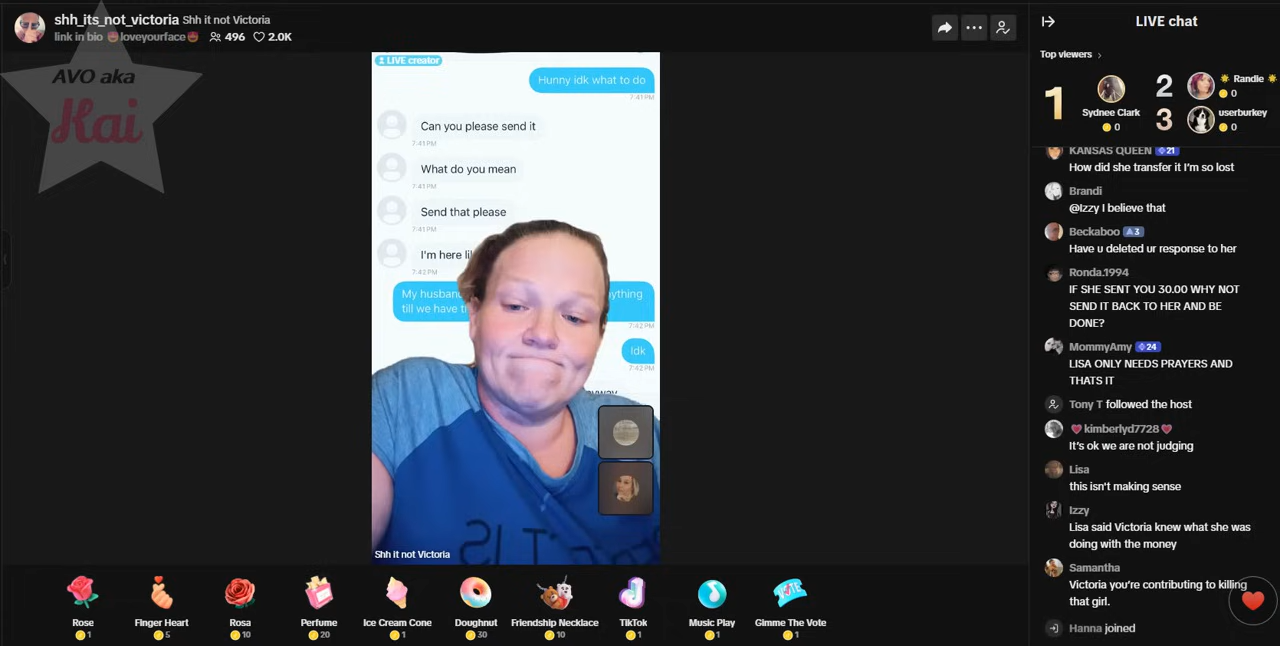 shh_its_not_victoria Shh it not Victoria
link in bio loveyourface 496 2.0K
AVO aka
Kai
LIVE creator
Hunny idk what to do
7:41 PM
Can you please send it
7:41 PM
What do you mean
7:41 PM
Send that please
7:41 PM
I'm here
7:42 PM
My husban ything
till we have t
7:42 PM
Idk
7:42 PM
Shh It not Victoria
Rose
1
Finger Heart
5
Rosa
10
Perfume
20
Ice Cream Cone
1
Doughnut
30
Friendship Necklace
10
TikTok
1
Music Play
1
Gimme The Vote
1
LIVE chat
Top viewers
1
Sydnee Clark
0
2
Randie
0
3
userburkey
0
KANSAS QUEEN 21
How did she transfer it I'm so lost
Brandi
@Izzy I believe that
Beckaboo 3
Have u deleted ur response to her
Ronda.1994
IF SHE SENT YOU 30.00 WHY NOT
SEND IT BACK TO HER AND BE
DONE?
MommyAmy 24
LISA ONLY NEEDS PRAYERS AND
THATS IT
Tony T followed the host
kimberlyd7728
It's ok we are not judging
Lisa
this isn't making sense
Izzy
Lisa said Victoria knew what she was
doing with the money
Samantha
Victoria you're contributing to killing
that girl.
Hanna joined